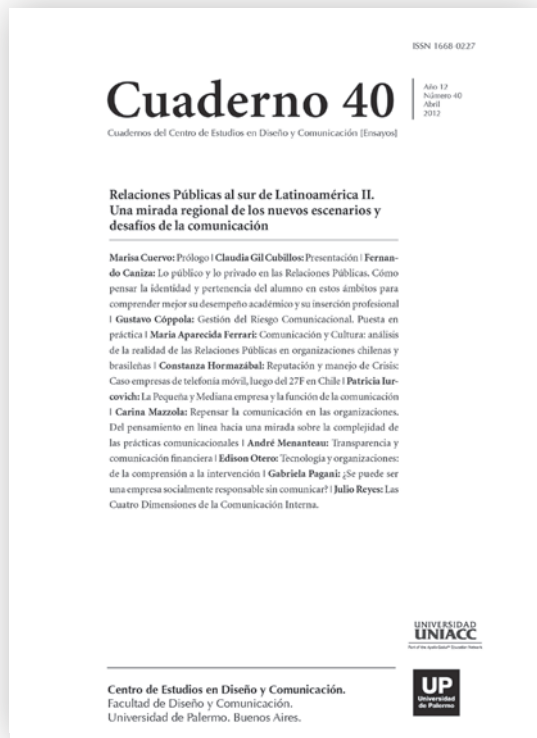 ISSN 1668-0227
Cuaderno 40
Año 12
Número 40
Abril
2012
Cuadernos del Centro de Estudios en Diseño y Comunicación [Ensayos]
Relaciones Públicas al sur de Latinoamérica II.
Una mirada regional de los nuevos escenarios y
desafíos de la comunicación
Marisa Cuervo: Prólogo | Claudia Gil Cubillos: Presentación | Fernan-
do Caniza: Lo público y lo privado en las Relaciones Públicas. Cómo
pensar la identidad y pertenencia del alumno en estos ámbitos para
comprender mejor su desempeño académico y su inserción profesional
| Gustavo Cóppola: Gestión del Riesgo Comunicacional. Puesta en
práctica | Maria Aparecida Ferrari: Comunicación y Cultura: análisis
de la realidad de las Relaciones Públicas en organizaciones chilenas y
brasileñas | Constanza Hormazábal: Reputación y manejo de Crisis:
Caso empresas de telefonía móvil, luego del 27F en Chile | Patricia Iur-
covich: La Pequeña y Mediana empresa y la función de la comunicación
| Carina Mazzola: Repensar la comunicación en las organizaciones.
Del pensamiento en línea hacia una mirada sobre la complejidad de
las prácticas comunicacionales | André Menanteau: Transparencia y
comunicación financiera | Edison Otero: Tecnología y organizaciones:
de la comprensión a la intervención | Gabriela Pagani: ¿Se puede ser
una empresa socialmente responsable sin comunicar? | Julio Reyes: Las
Cuatro Dimensiones de la Comunicación Interna.
UNIVERSIDAD
UNIACC
Centro de Estudios en Diseño y Comunicación.
Facultad de Diseño y Comunicación.
Universidad de Palermo. Buenos Aires.
UP
Universidad
de Palermo